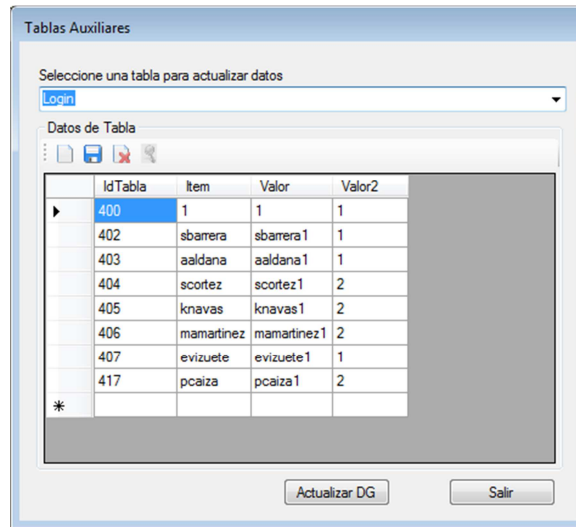 Tablas Auxiliares
Seleccione una tabla para actualizar datos
Login
Datos de Tabla
IdTabla Item Valor Valor2
400 1 1 1
402 sbarrera sbarrera1 1
403 aaldana aaldana1 1
404 scortez scortez1 2
405 knavas knavas1 2
406 mamartinez mamartinez1 2
407 evizuete evizuete1 1
417 pcaiza pcaiza1 2
Actualizar DG Salir